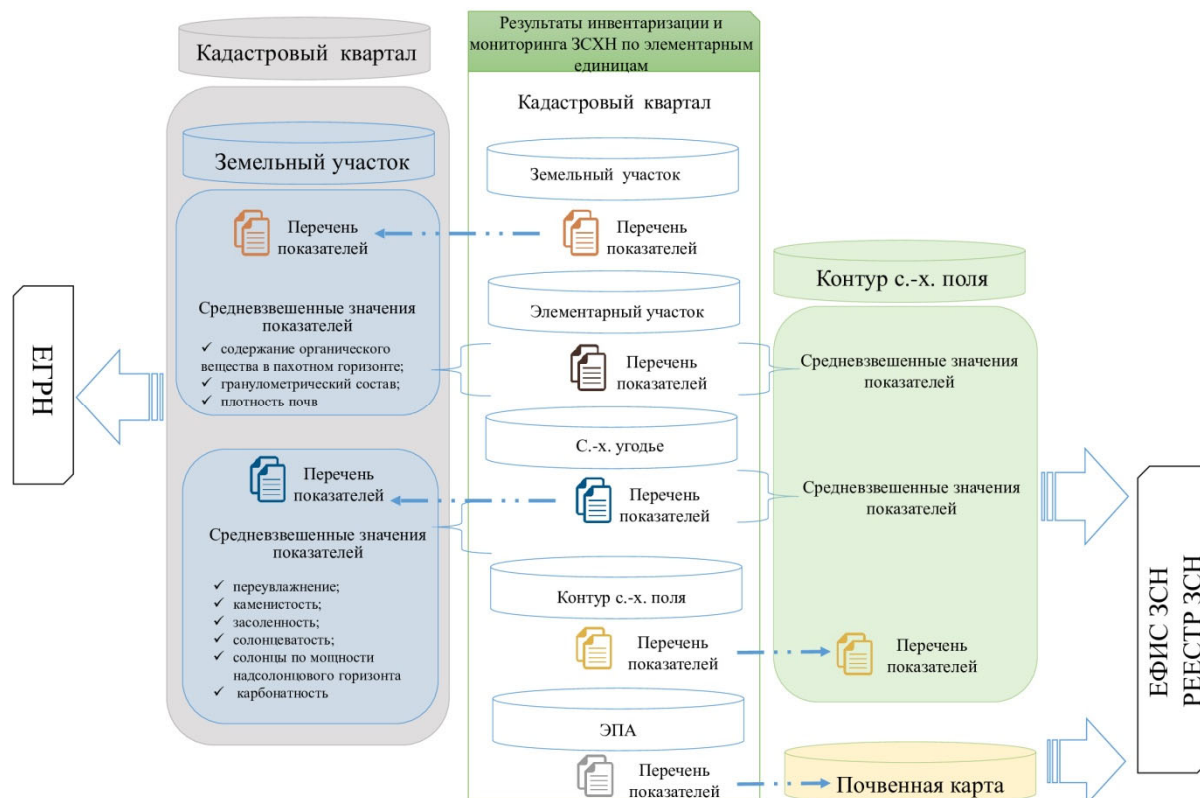 Результаты инвентаризации и
мониторинга ЗСХН по элементарным
единицам
Кадастровый квартал
Кадастровый квартал
Земельный участок
Земельный участок
Перечень
показателей
Перечень
показателей
Контур с.-х. поля
Средневзвешенные значения
показателей
✓ содержание органического
вещества в пахотном горизонте;
✓ гранулометрический состав;
✓ плотность почв
Элементарный участок
Перечень
показателей
Средневзвешенные значения
показателей
ЕГРН
С.-х. угодье
Перечень
показателей
Перечень
показателей
Средневзвешенные значения
показателей
Средневзвешенные значения
показателей
✓ переувлажнение;
✓ каменистость;
✓ засоленность;
✓ солонцеватость;
✓ солонцы по мощности
надсолонцового горизонта
✓ карбонатность
Контур с.-х. поля
Перечень
показателей
Перечень
показателей
ЕФИС ЗСН
РЕЕСТР ЗСН
ЭПА
Перечень
показателей
Почвенная карта